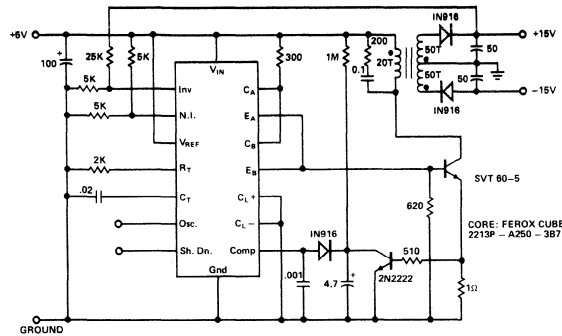 IN916
+5V
+15V
200
50
25K
5K
50T
20T
100
300
1M
VIN
0.1
50T
50
5K
Inv
CA
-15V
IN916
5K
N.I.
EA
VREF
CB
SVT 60-5
2K
RT
EB
620
.02
CT
CL +
CORE: FEROX CUBE
2213P - A250 - 3B7
Osc.
CL -
IN916
510
Sh. Dn.
Comp
2N2222
1Ω
Gnd
.001
4.7
+
GROUND